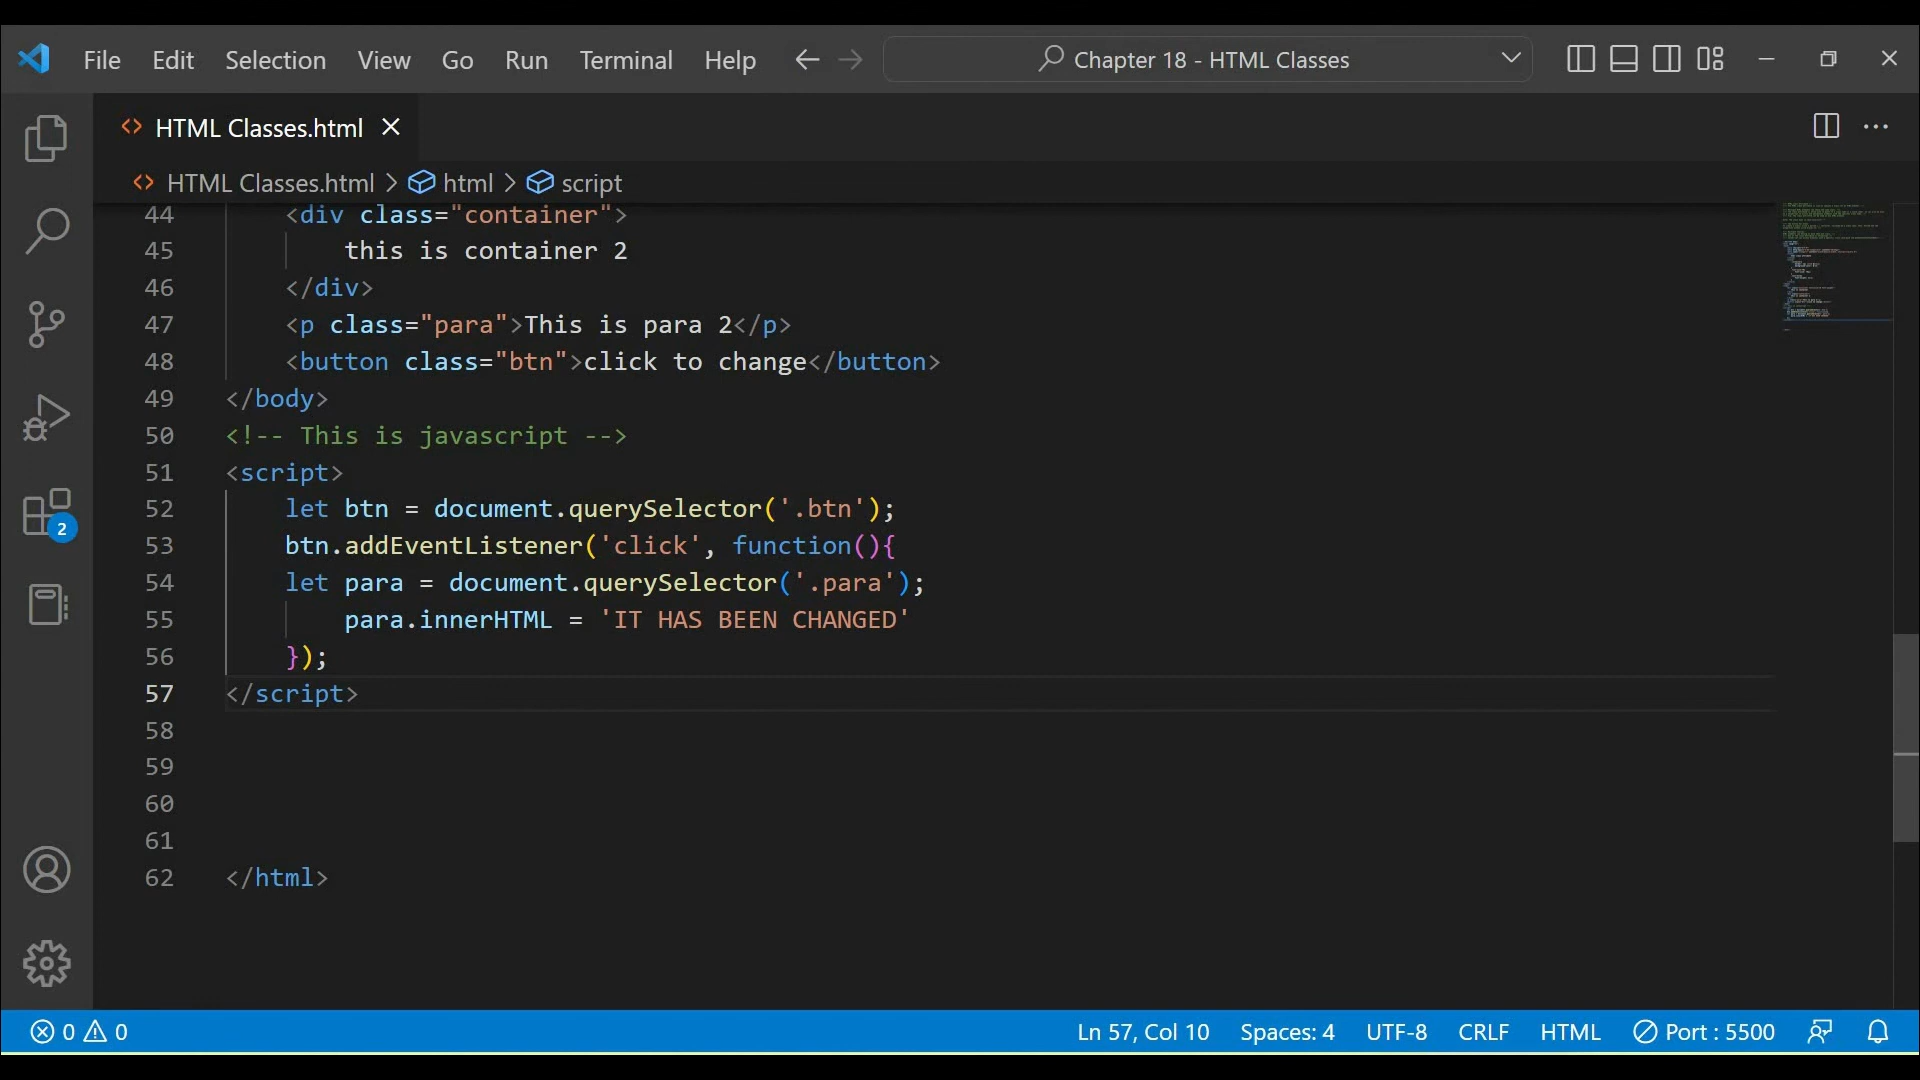 File Edit Selection View Go Run Terminal Help Chapter 18 - HTML Classes
HTML Classes.html
HTML Classes.html > html > script
44 <div class="container">
45 this is container 2
46 </div>
47 <p class="para">This is para 2</p>
48 <button class="btn">click to change</button>
49 </body>
50 <!-- This is javascript -->
51 <script>
52 let btn = document.querySelector('.btn');
53 btn.addEventListener('click', function(){
54 let para = document.querySelector('.para');
55 para.innerHTML = 'IT HAS BEEN CHANGED'
56 });
57 </script>
58
59
60
61
62 </html>
2
0 0 Ln 57, Col 10 Spaces: 4 UTF-8 CRLF HTML Port : 5500